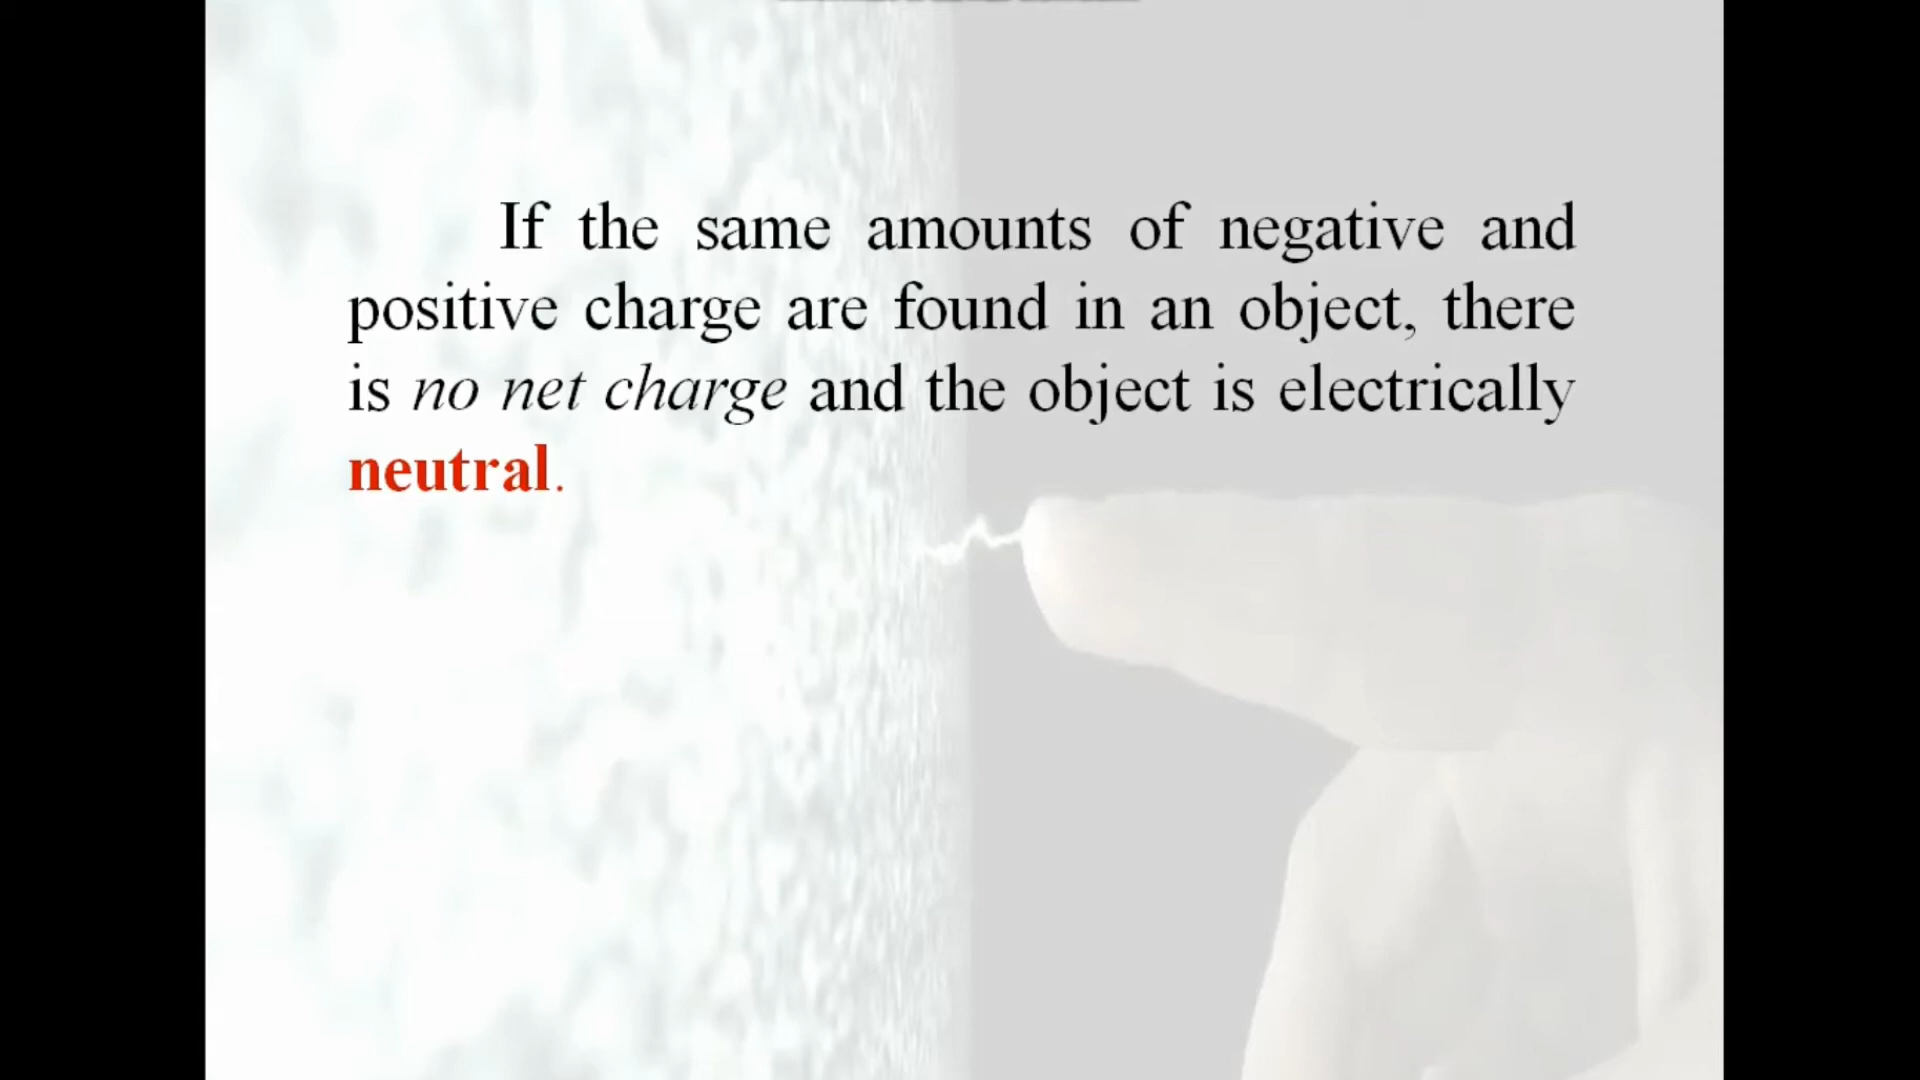 If the same amounts of negative and
positive charge are found in an object, there
is no net charge and the object is electrically
neutral.